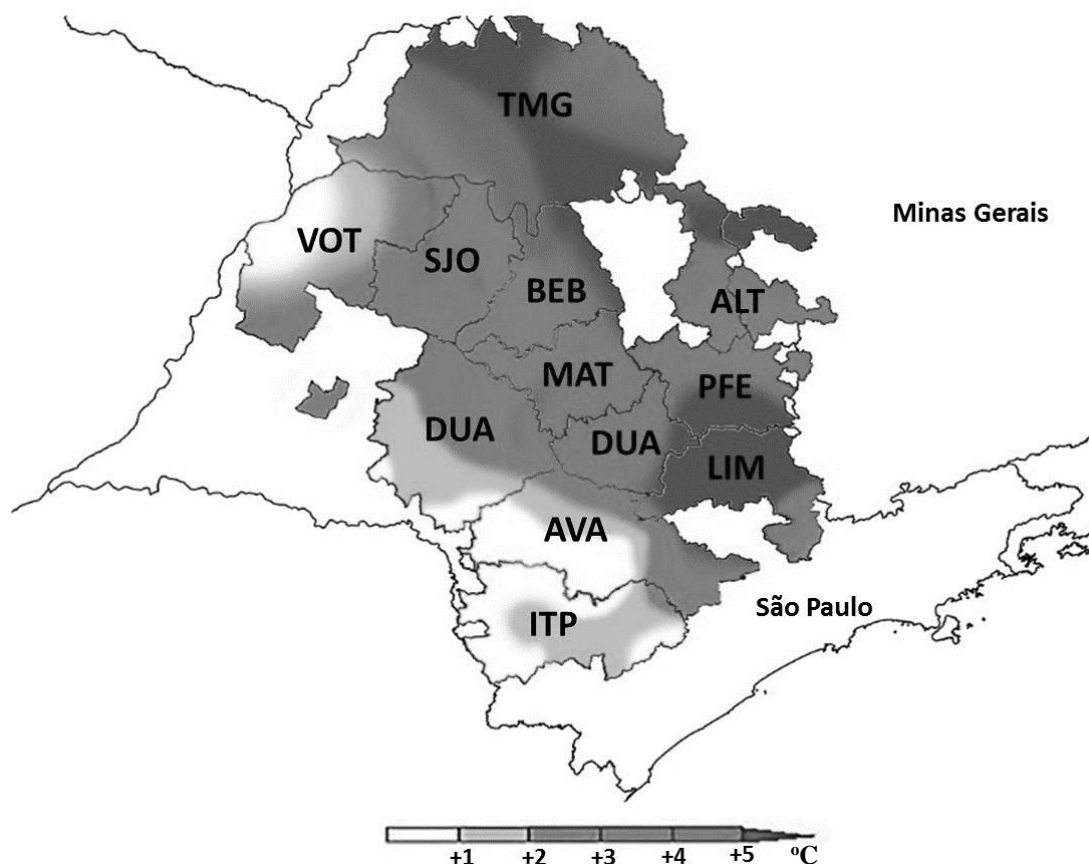 TMG
Minas Gerais
VOT
SJO
BEB
ALT
MAT
PFE
DUA
DUA
LIM
AVA
São Paulo
ITP
+1 +2 +3 +4 +5 ºC